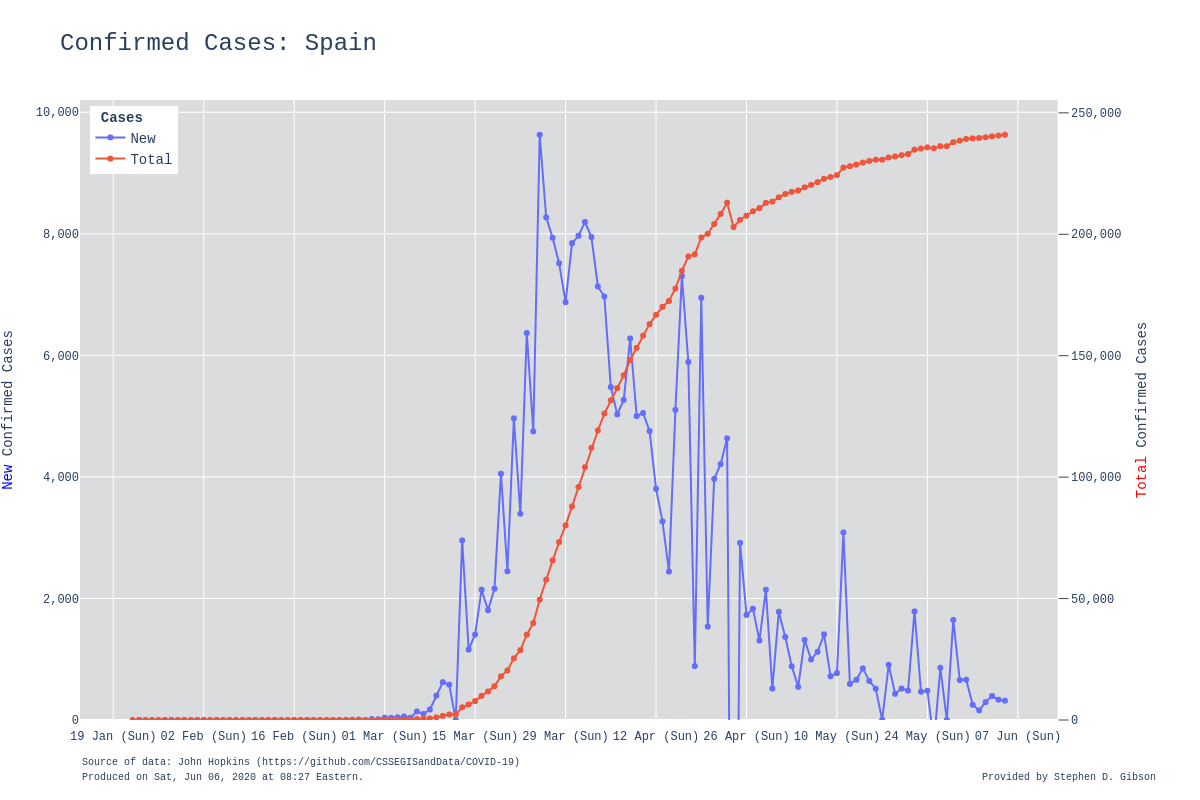 Confirmed Cases: Spain
Cases
New
Total
10,000
8,000
6,000
4,000
2,000
0
250,000
200,000
150,000
100,000
50,000
0
New Confirmed Cases
Total Confirmed Cases
19 Jan (Sun) 02 Feb (Sun) 16 Feb (Sun) 01 Mar (Sun) 15 Mar (Sun) 29 Mar (Sun) 12 Apr (Sun) 26 Apr (Sun) 10 May (Sun) 24 May (Sun) 07 Jun (Sun)
Source of data: John Hopkins (https://github.com/CSSEGISandData/COVID-19)
Produced on Sat, Jun 06, 2020 at 08:27 Eastern.
Provided by Stephen D. Gibson